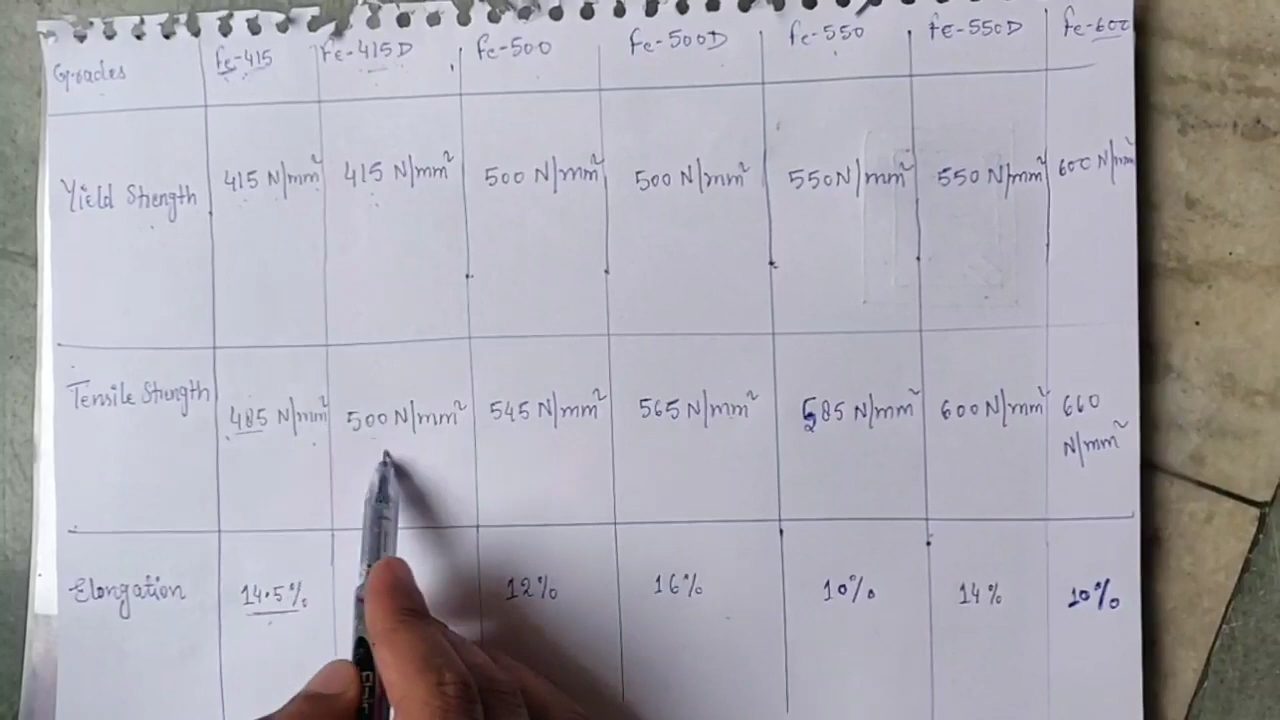 Grades Fe-415 Fe-415D Fe-500 Fe-500D Fe-550 FE-550D Fe-600
Yield Strength 415 N/mm² 415 N/mm² 500 N/mm² 500 N/mm² 550N/mm² 550 N/mm² 600 N/mm²
Tensile Strength 485 N/mm² 500 N/mm² 545 N/mm² 565 N/mm² 585 N/mm² 600 N/mm² 660
N/mm²
Elongation 14.5% 12% 16% 10% 14% 10%